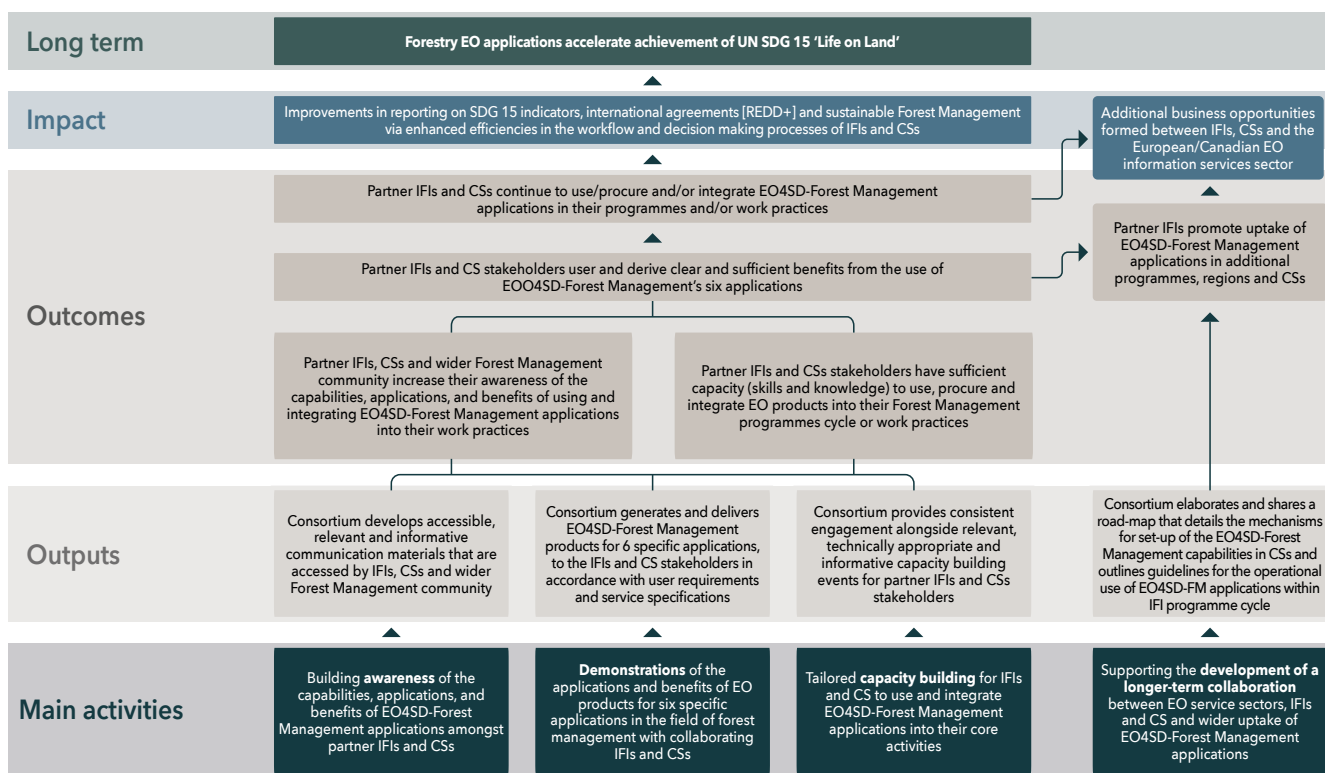 Long term
Forestry EO applications accelerate achievement of UN SDG 15 ‘Life on Land’
Impact
Improvements in reporting on SDG 15 indicators, international agreements [REDD+] and sustainable Forest Management
via enhanced efficiencies in the workflow and decision making processes of IFIs and CSs
Additional business opportunities
formed between IFIs, CSs and the
European/Canadian EO
information services sector
Outcomes
Partner IFIs and CSs continue to use/procure and/or integrate EO4SD-Forest Management
applications in their programmes and/or work practices
Partner IFIs promote uptake of
EO4SD-Forest Management
applications in additional
programmes, regions and CSs
Partner IFIs and CS stakeholders user and derive clear and sufficient benefits from the use of
EOO4SD-Forest Management’s six applications
Partner IFIs, CSs and wider Forest Management
community increase their awareness of the
capabilities, applications, and benefits of using and
integrating EO4SD-Forest Management applications
into their work practices
Partner IFIs and CSs stakeholders have sufficient
capacity (skills and knowledge) to use, procure and
integrate EO products into their Forest Management
programmes cycle or work practices
Outputs
Consortium develops accessible,
relevant and informative
communication materials that are
accessed by IFIs, CSs and wider
Forest Management community
Consortium generates and delivers
EO4SD-Forest Management
products for 6 specific applications,
to the IFIs and CS stakeholders in
accordance with user requirements
and service specifications
Consortium provides consistent
engagement alongside relevant,
technically appropriate and
informative capacity building
events for partner IFIs and CSs
stakeholders
Consortium elaborates and shares a
road-map that details the mechanisms
for set-up of the EO4SD-Forest
Management capabilities in CSs and
outlines guidelines for the operational
use of EO4SD-FM applications within
IFI programme cycle
Main activities
Building awareness of the
capabilities, applications, and
benefits of EO4SD-Forest
Management applications amongst
partner IFIs and CSs
Demonstrations of the
applications and benefits of EO
products for six specific
applications in the field of forest
management with collaborating
IFIs and CSs
Tailored capacity building for IFIs
and CS to use and integrate
EO4SD-Forest Management
applications into their core
activities
Supporting the development of a
longer-term collaboration
between EO service sectors, IFIs
and CS and wider uptake of
EO4SD-Forest Management
applications